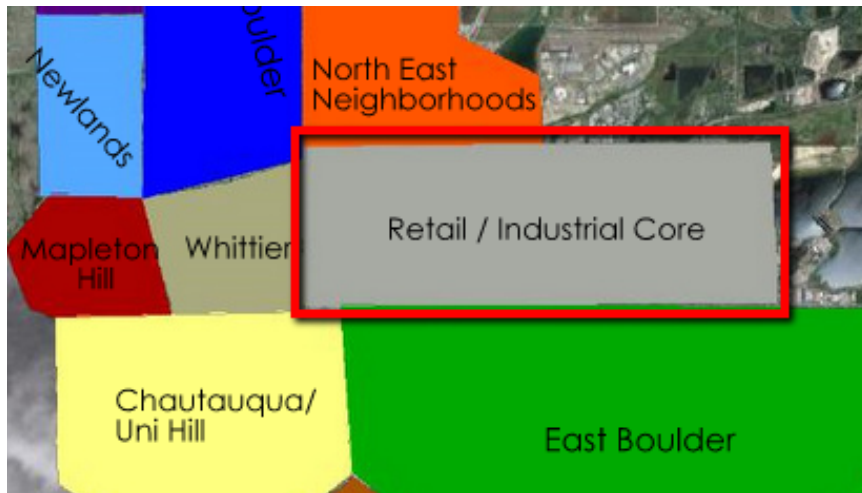 oulder
Newlands
North East
Neighborhoods
Mapleton
Hill
Whittier
Retail / Industrial Core
Chautauqua/
Uni Hill
East Boulder